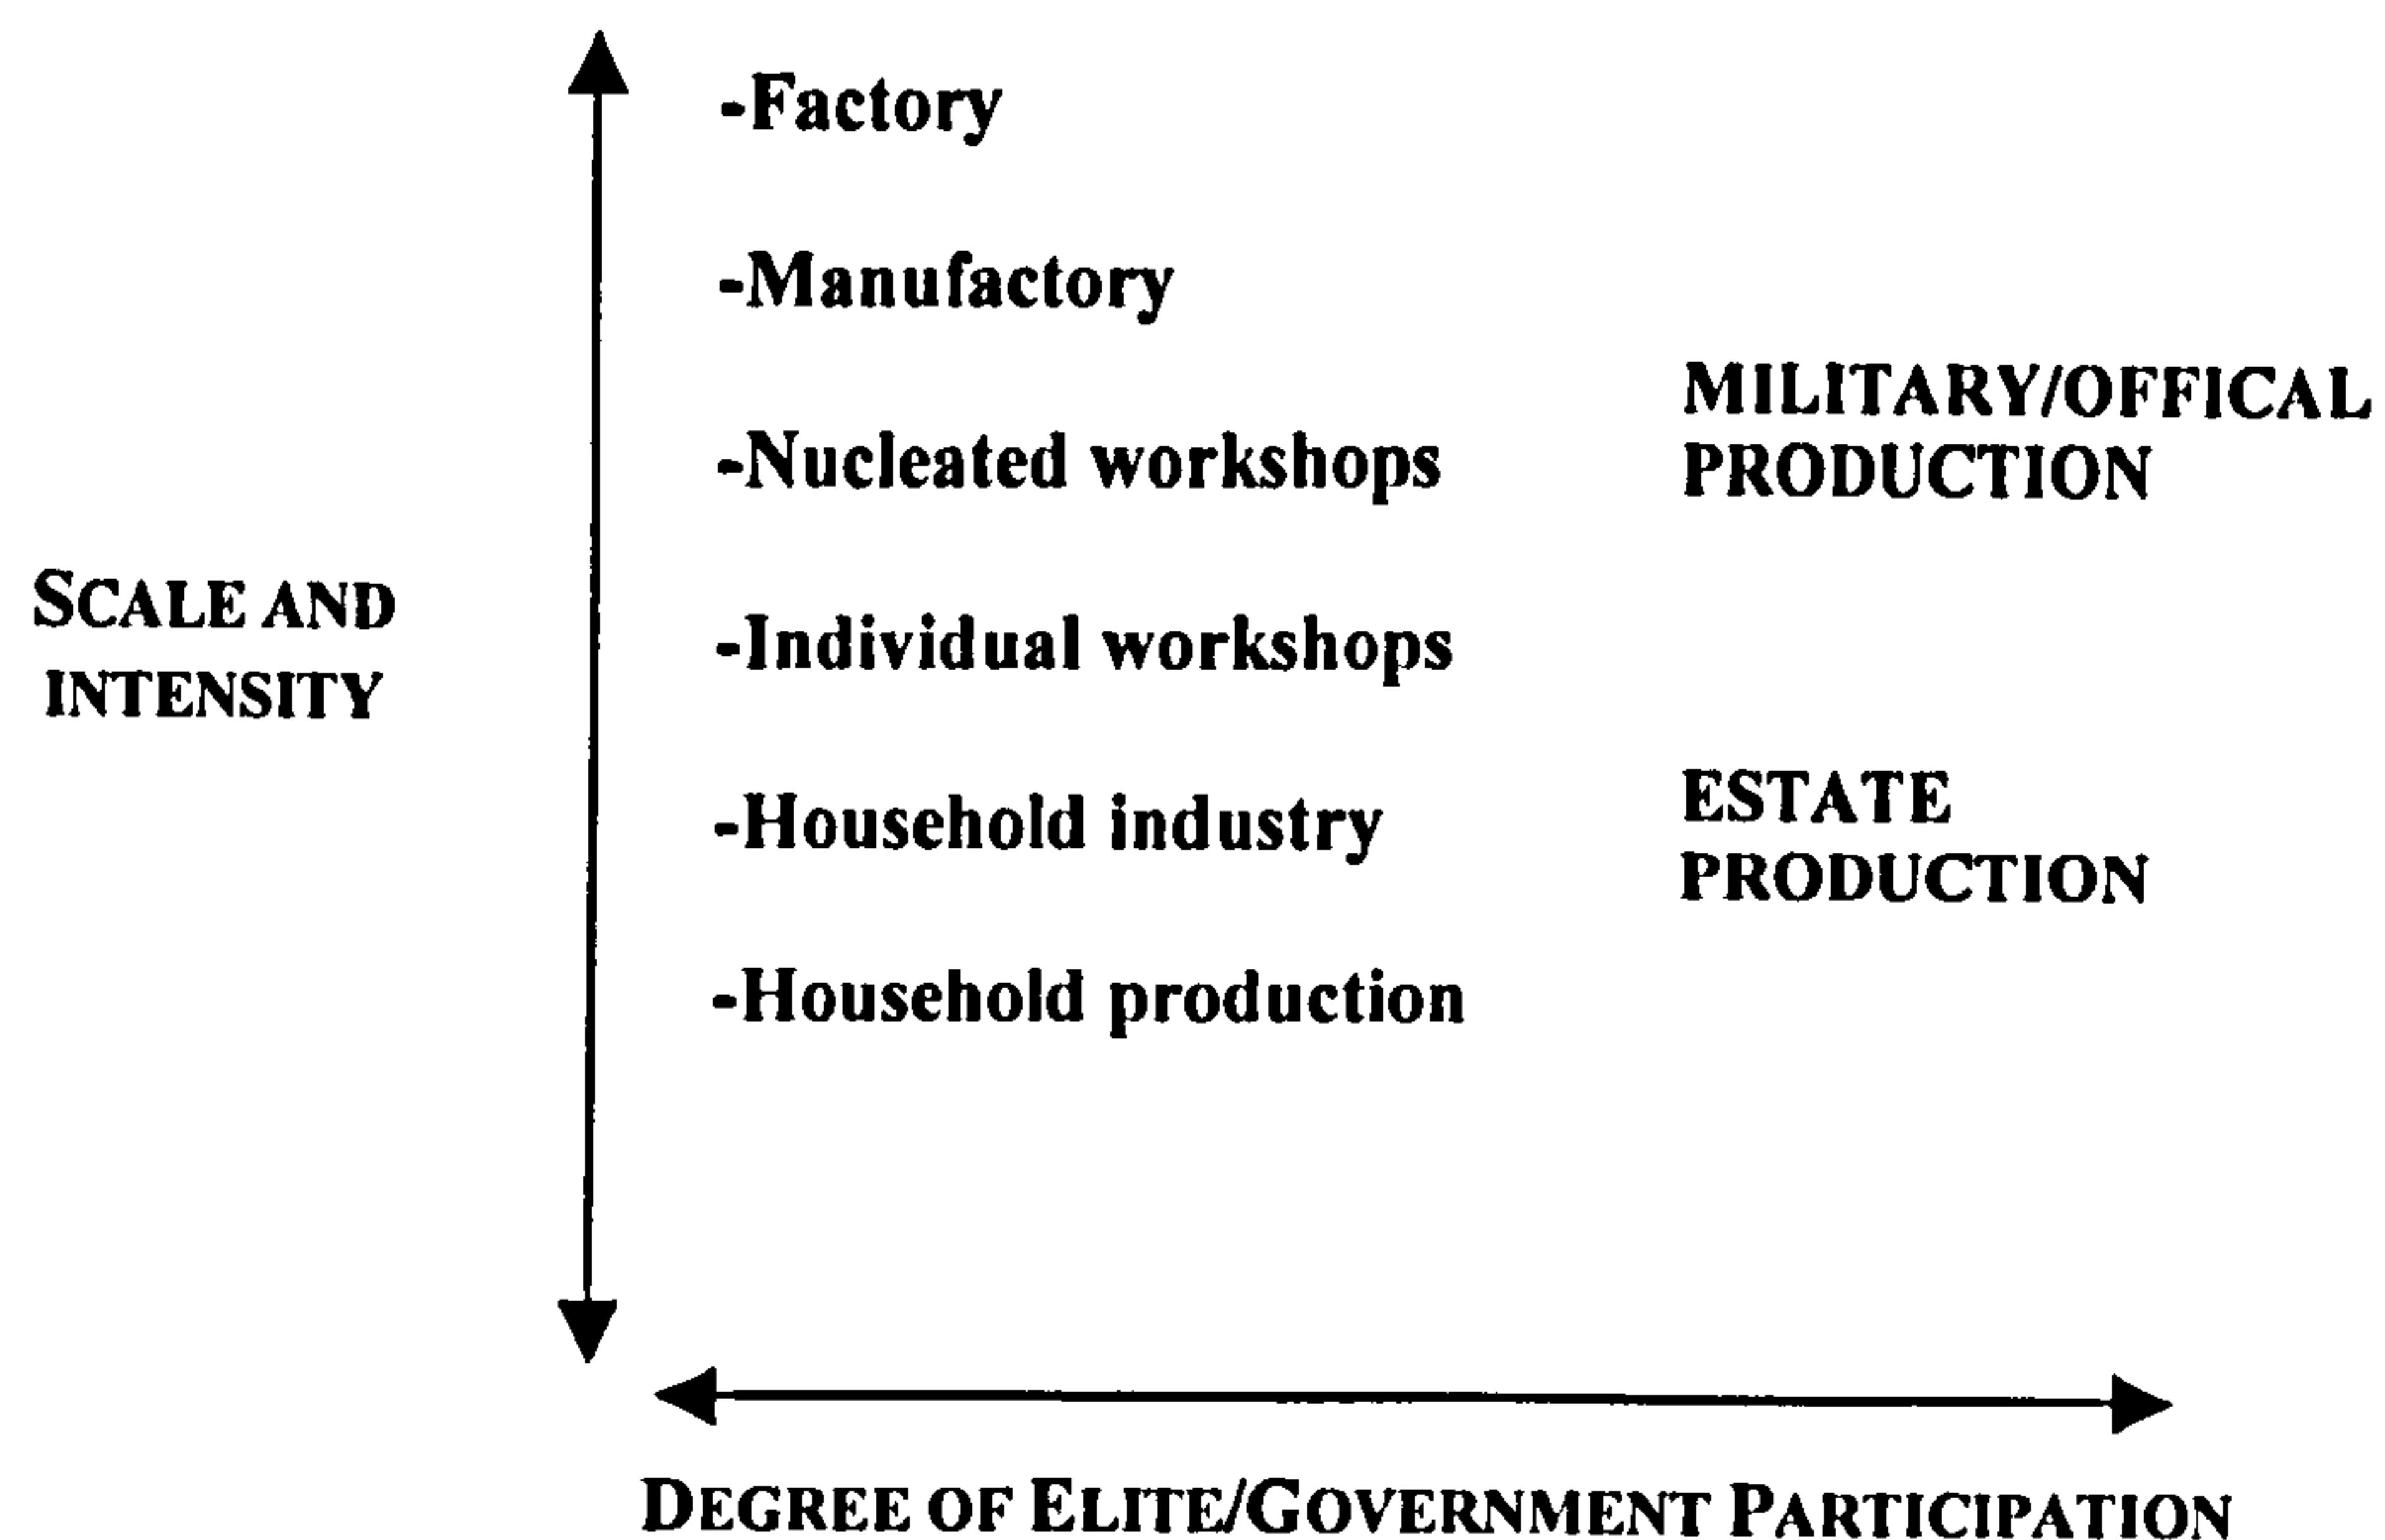 -Factory
-Manufactory
MILITARY/OFFICAL
PRODUCTION
-Nucleated workshops
SCALE AND
INTENSITY
-Individual workshops
-Household industry
ESTATE
PRODUCTION
-Household production
DEGREE OF ELITE/GOVERNMENT PARTICIPATION